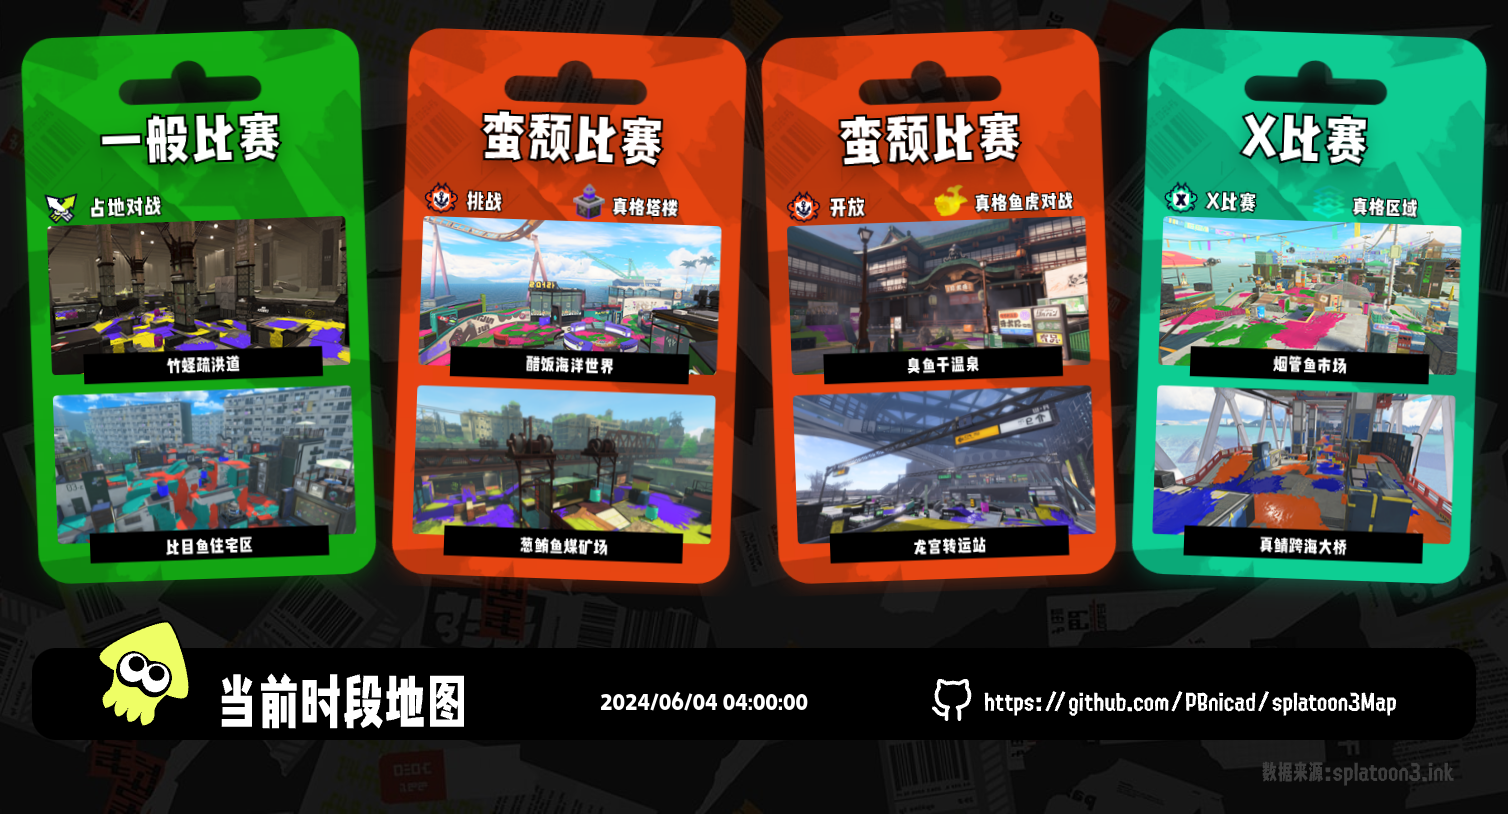 一般比赛
占地对战
竹蛏疏洪道
比目鱼住宅区
蛮颓比赛
挑战
真格塔楼
醋饭海洋世界
葱鲔鱼煤矿场
蛮颓比赛
开放
真格鱼虎对战
臭鱼干温泉
龙宫转运站
X比赛
X比赛
真格区域
烟管鱼市场
真鲭跨海大桥
当前时段地图
2024/06/04 04:00:00
https://github.com/PBnicad/splatoon3Map
数据来源:splatoon3.ink